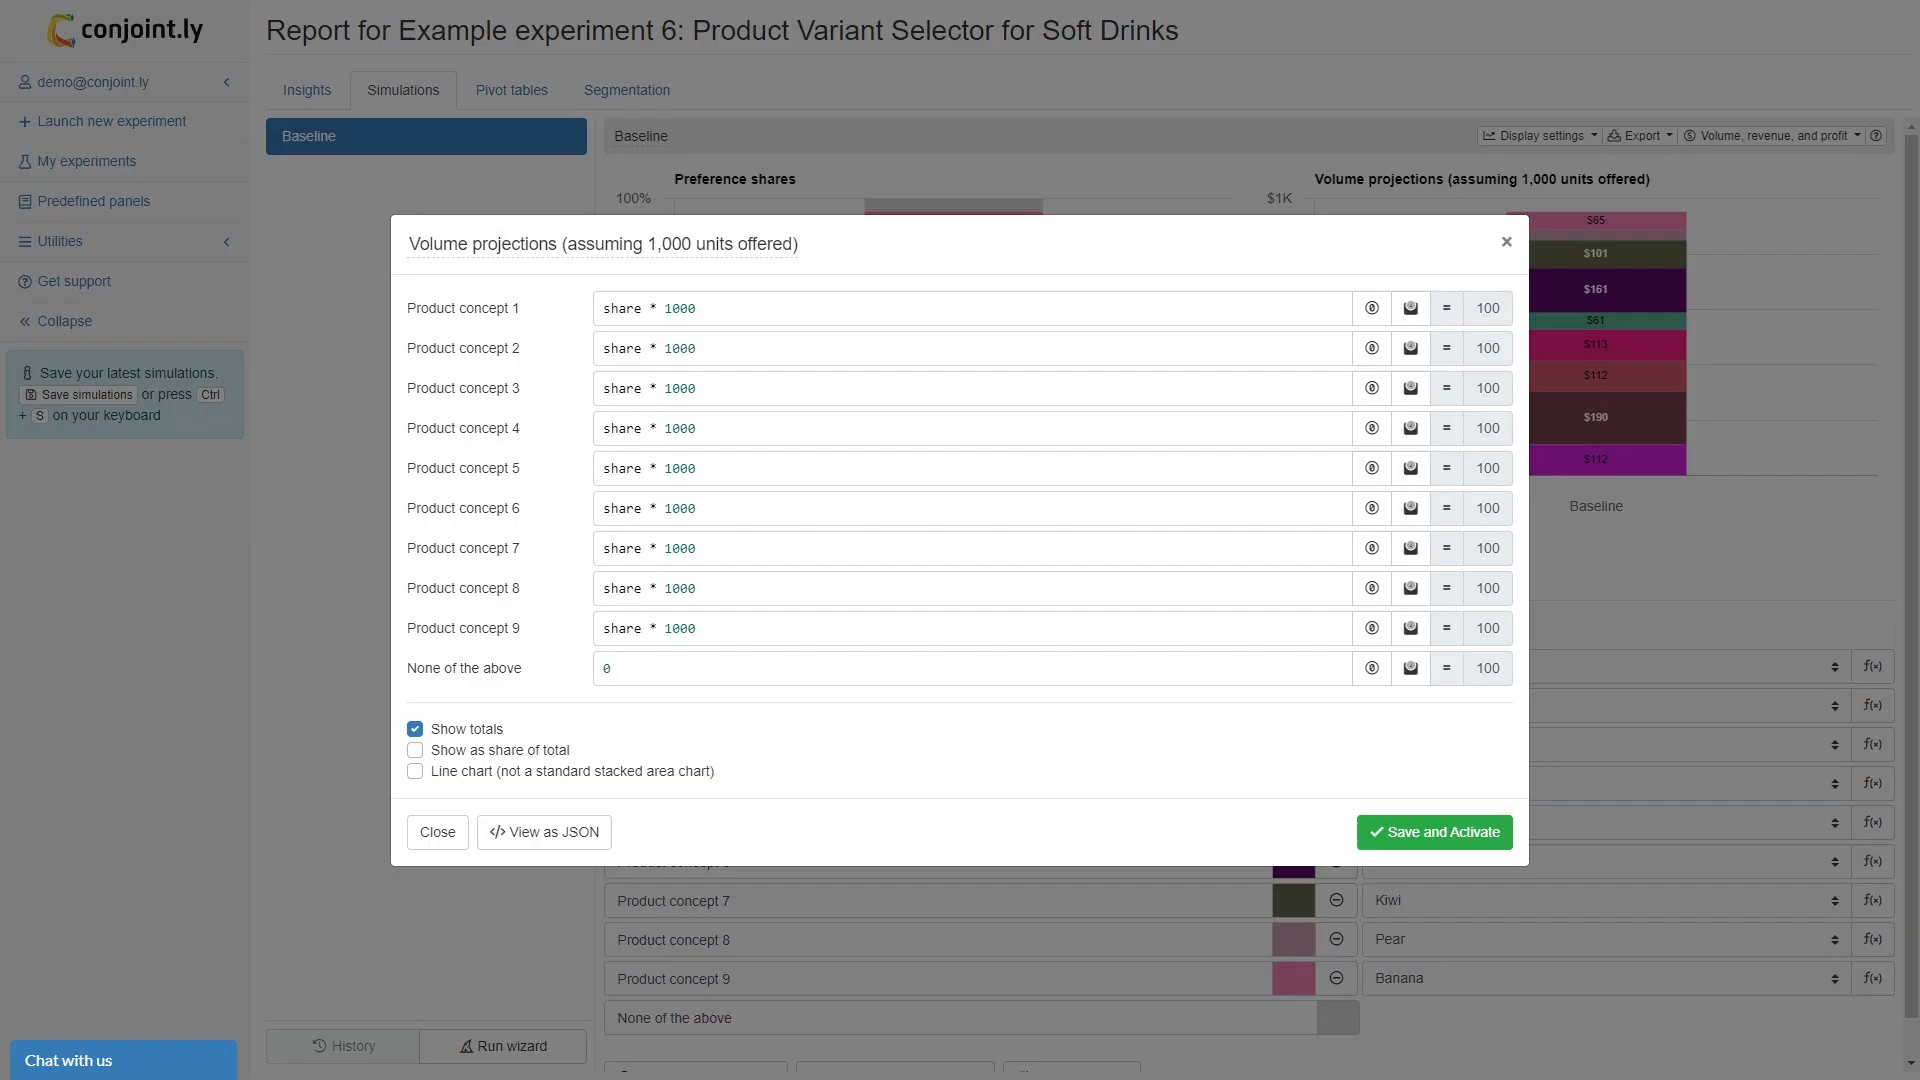 conjoint.ly
Report for Example experiment 6: Product Variant Selector for Soft Drinks
demo@conjoint.ly
Launch new experiment
My experiments
Predefined panels
Utilities
Get support
Collapse
Save your latest simulations.
Save simulations or press Ctrl
+ S on your keyboard
Insights
Simulations
Pivot tables
Segmentation
Baseline
Baseline
Display settings
Export
Volume, revenue, and profit
Preference shares
100%
Volume projections (assuming 1,000 units offered)
$1K
$65
$101
$161
$61
$113
$112
$190
$112
Baseline
Volume projections (assuming 1,000 units offered)
×
Product concept 1 share * 1000 = 100
Product concept 2 share * 1000 = 100
Product concept 3 share * 1000 = 100
Product concept 4 share * 1000 = 100
Product concept 5 share * 1000 = 100
Product concept 6 share * 1000 = 100
Product concept 7 share * 1000 = 100
Product concept 8 share * 1000 = 100
Product concept 9 share * 1000 = 100
None of the above 0 = 100
Show totals
Show as share of total
Line chart (not a standard stacked area chart)
Close
</> View as JSON
Save and Activate
f(x)
f(x)
f(x)
f(x)
f(x)
f(x)
Product concept 7 Kiwi f(x)
Product concept 8 Pear f(x)
Product concept 9 Banana f(x)
None of the above
History
Run wizard
Chat with us